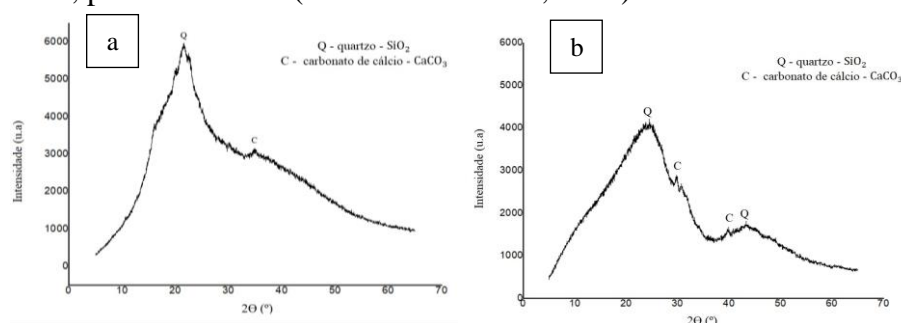 a
Q - quartzo - SiO₂
C - carbonato de cálcio - CaCO₃
Q
C
Intensidade (u.a)
6000
5000
4000
3000
2000
1000
0
0 10 20 30 40 50 60 70
2Θ (º)
b
Q - quartzo - SiO₂
C - carbonato de cálcio - CaCO₃
Q
C
C
Q
Intensidade (u.a)
6000
5000
4000
3000
2000
1000
0
0 10 20 30 40 50 60 70
2Θ (º)